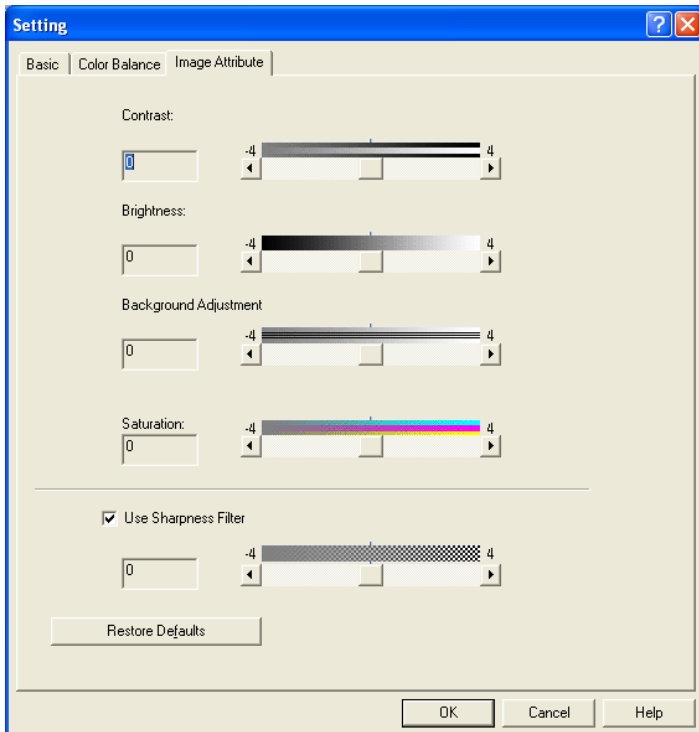 Setting
Basic Color Balance Image Attribute
Contrast:
0 -4 4
Brightness:
0 -4 4
Background Adjustment
0 -4 4
Saturation:
0 -4 4
Use Sharpness Filter
0 -4 4
Restore Defaults
OK Cancel Help